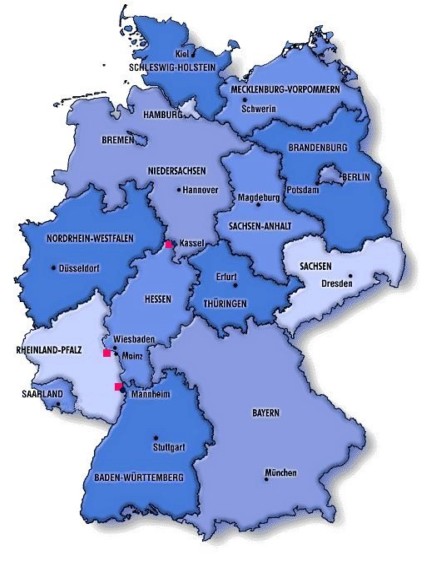 Kiel
SCHLESWIG-HOLSTEIN
MECKLENBURG-VORPOMMERN
Schwerin
HAMBURG
BREMEN
BRANDENBURG
NIEDERSACHSEN
BERLIN
Hannover
Magdeburg
Potsdam
SACHSEN-ANHALT
NORDRHEIN-WESTFALEN
Kassel
Düsseldorf
SACHSEN
Dresden
Erfurt
HESSEN
THÜRINGEN
Wiesbaden
RHEINLAND-PFALZ
Mainz
SAARLAND
Mannheim
BAYERN
Stuttgart
BADEN-WÜRTTEMBERG
München